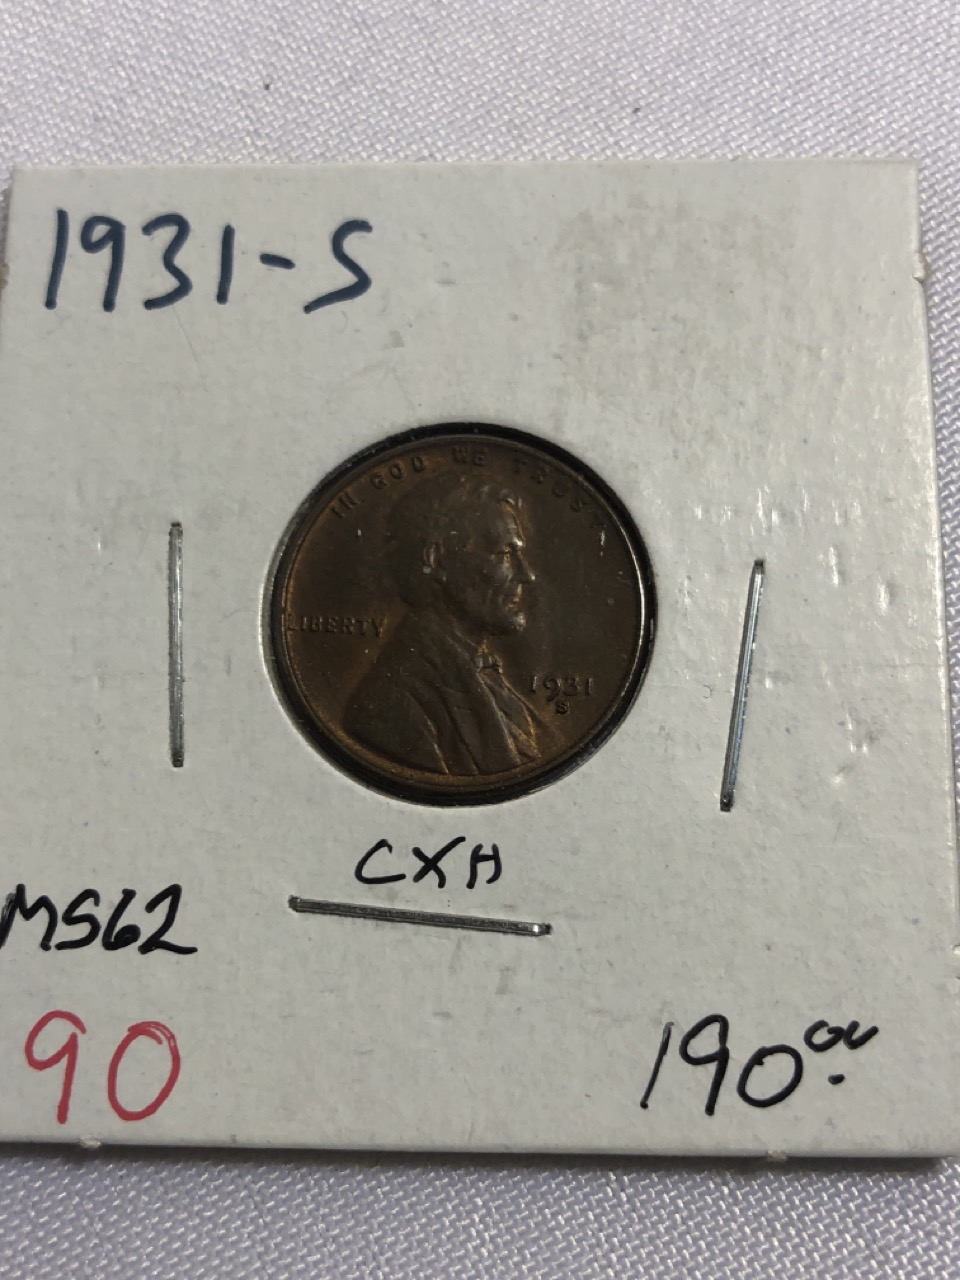 1931-S
IN GOD WE TRUST
LIBERTY
1931
S
CXH
MS62
90
190.00